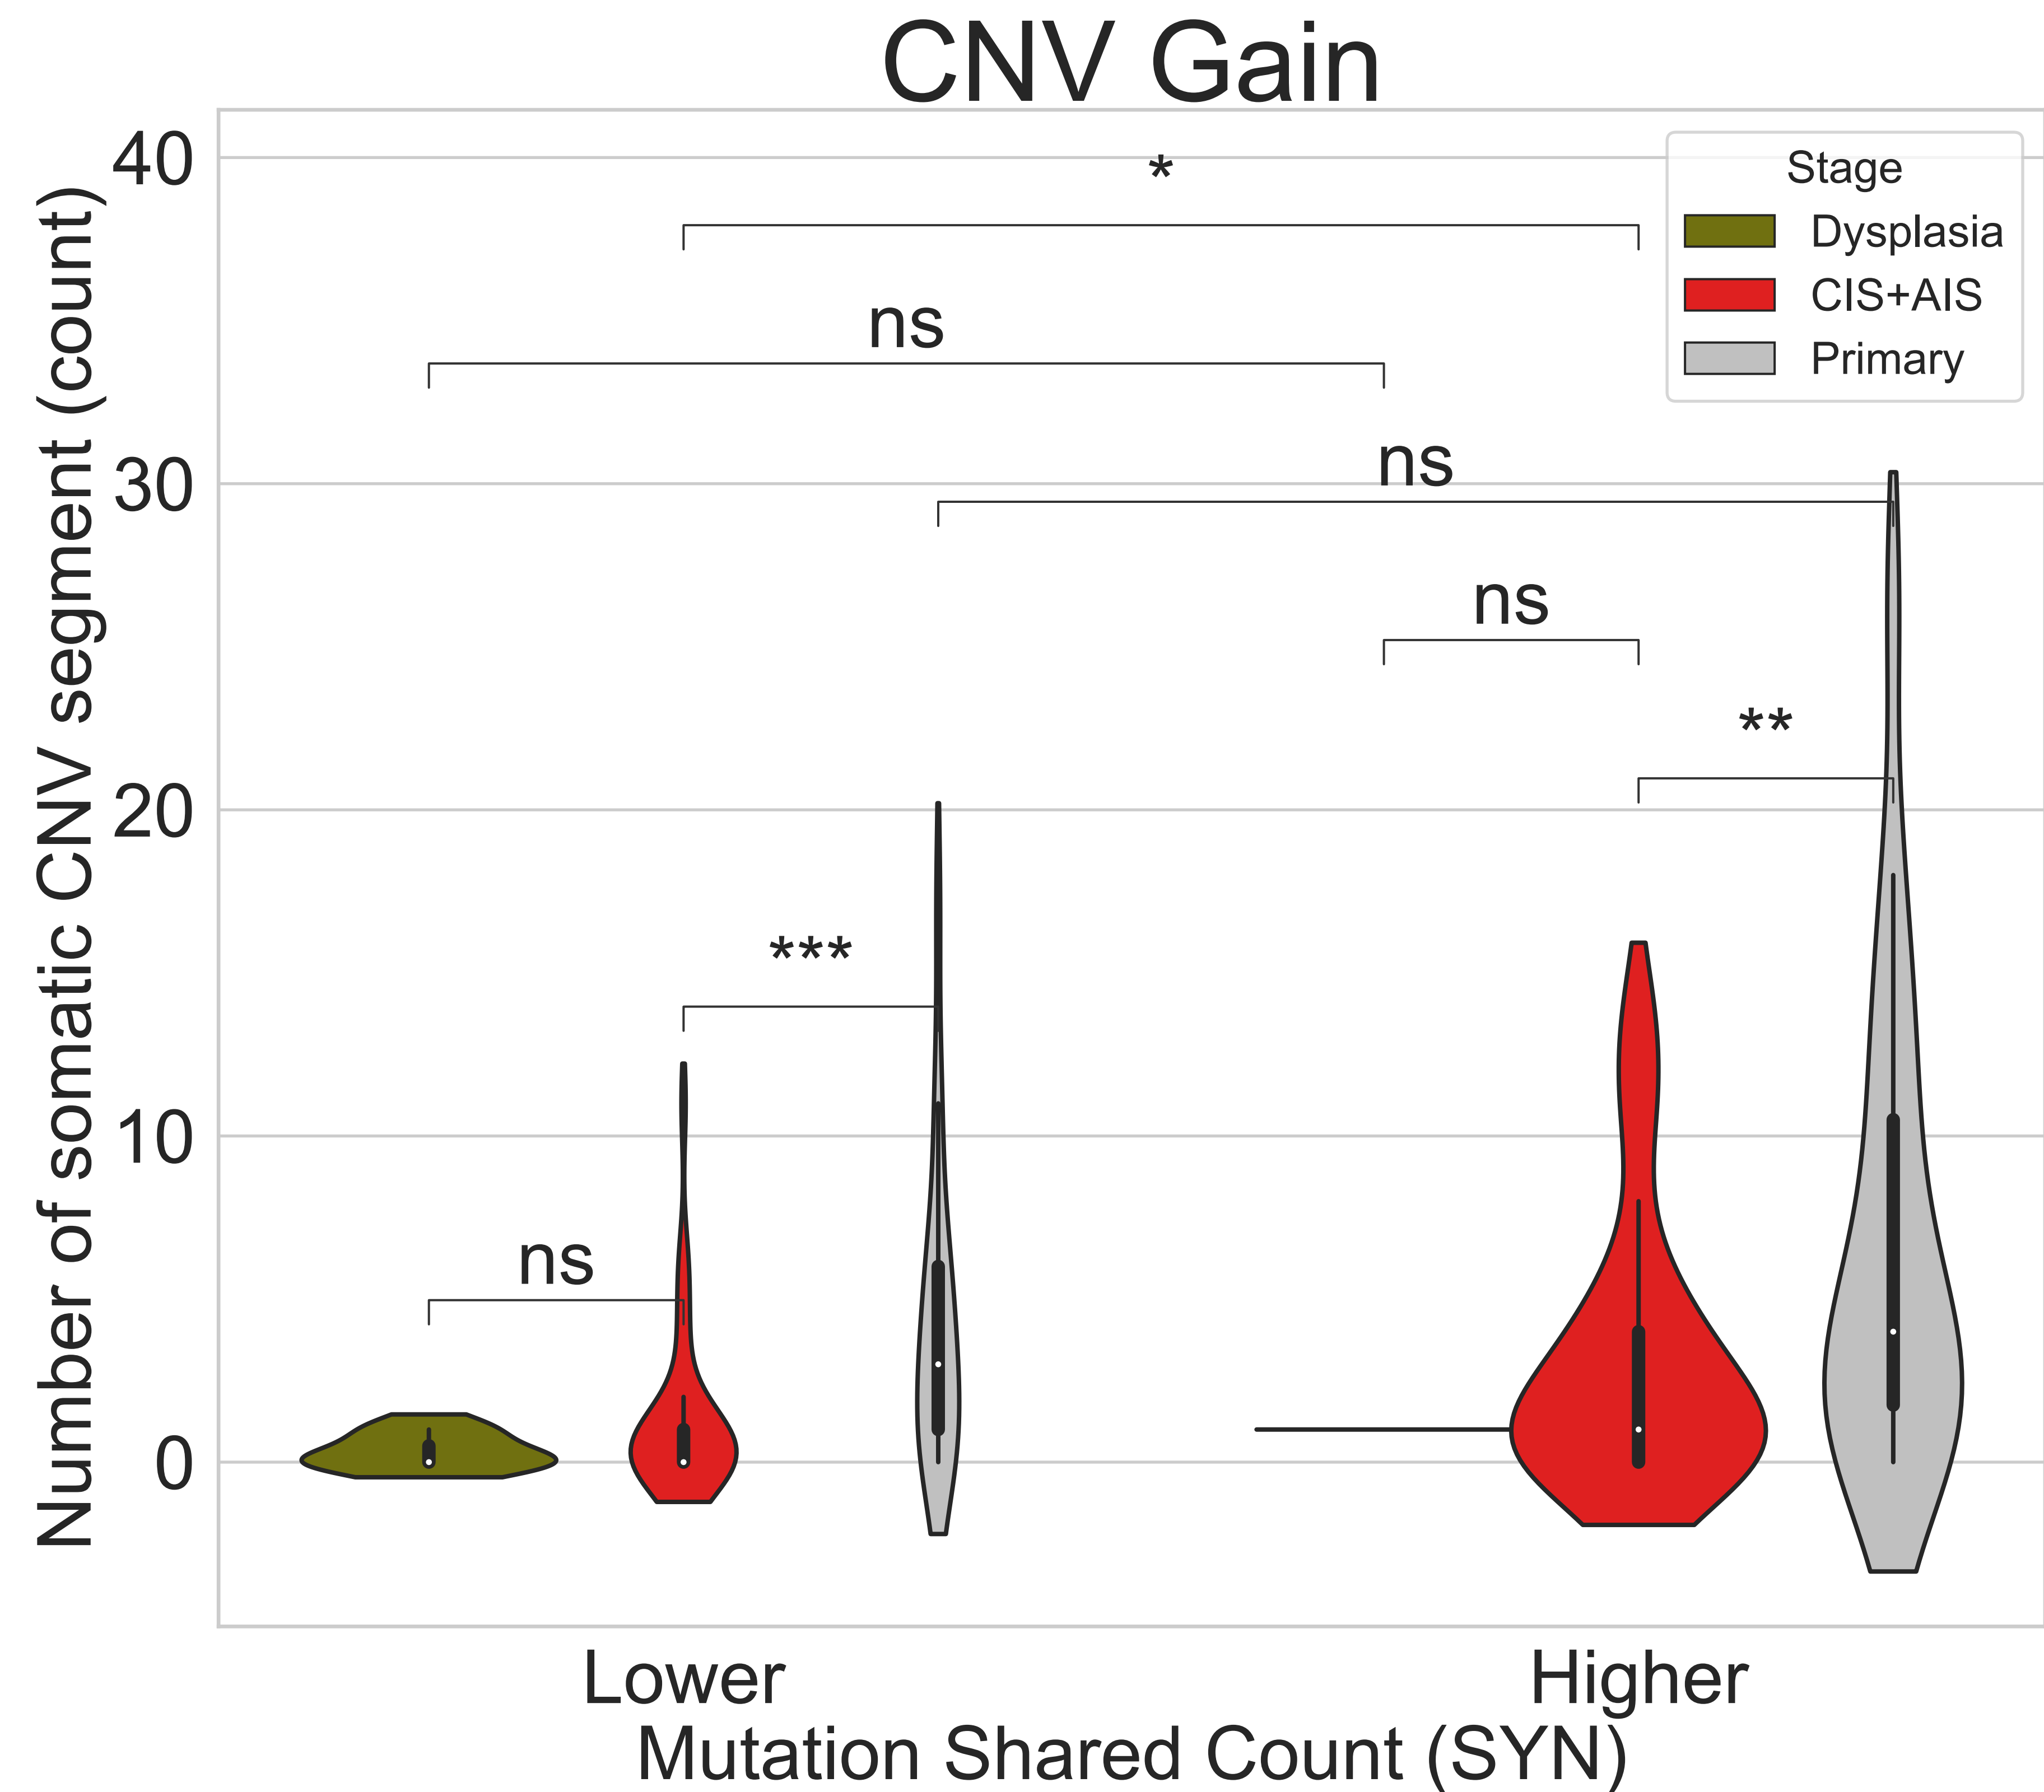 CNV Gain
Number of somatic CNV segment (count)
40
30
20
10
0
*
ns
ns
ns
**
***
ns
Stage
Dysplasia
CIS+AIS
Primary
Lower
Higher
Mutation Shared Count (SYN)